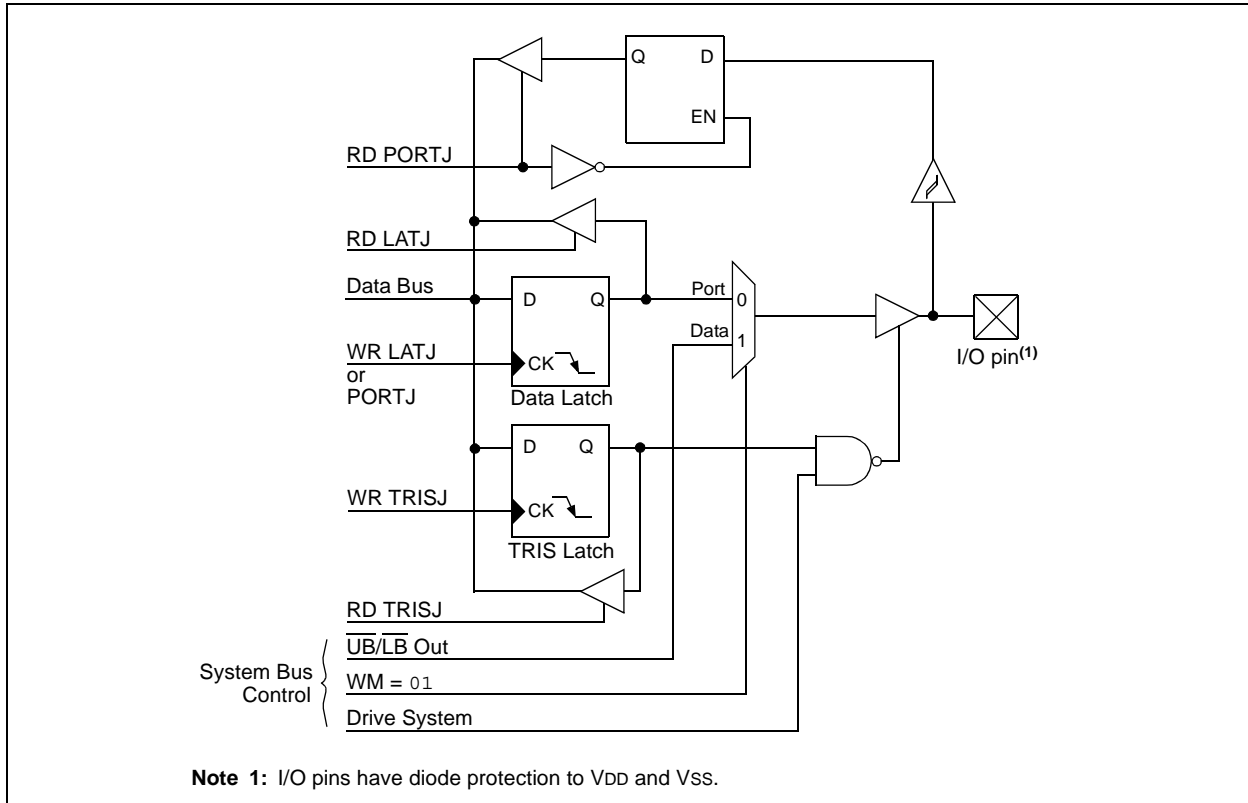 Q D
EN
RD PORTJ
RD LATJ
Data Bus
D Q
Port
0
Data
1
WR LATJ
or
PORTJ
CK
Data Latch
I/O pin(1)
D Q
WR TRISJ
CK
TRIS Latch
RD TRISJ
UB/LB Out
System Bus
Control
WM = 01
Drive System
Note 1: I/O pins have diode protection to VDD and VSS.